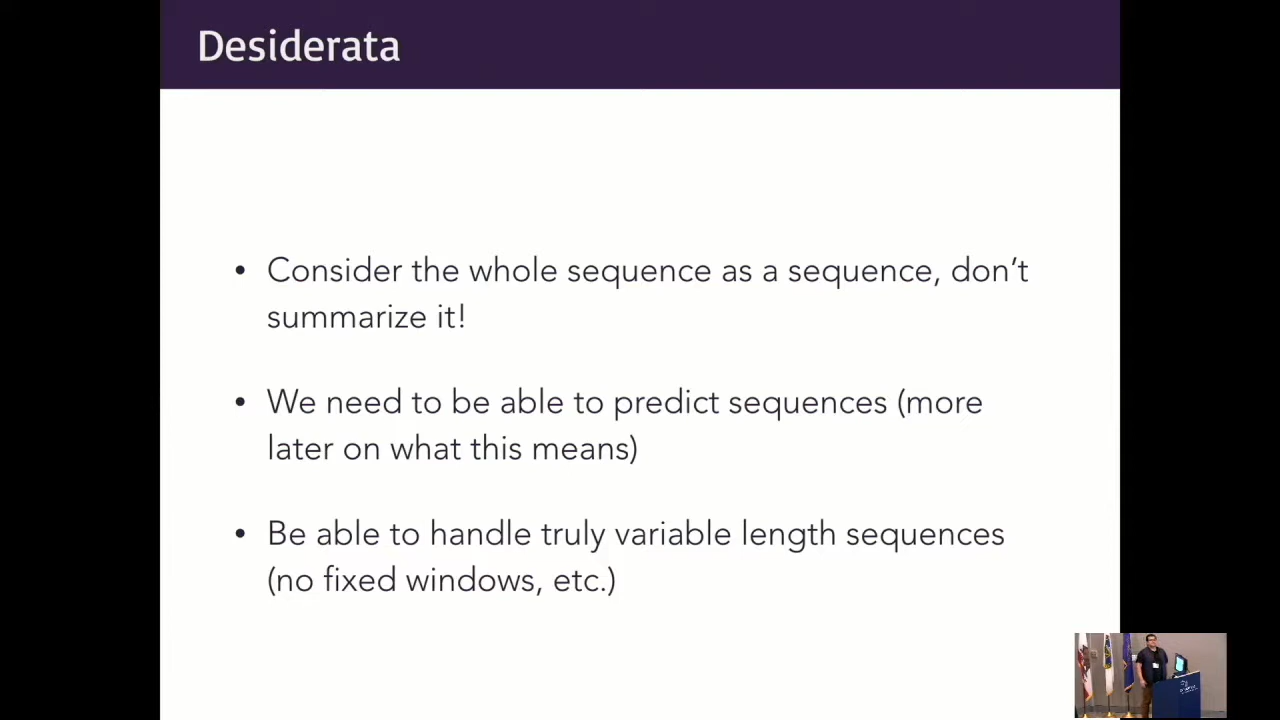 Desiderata
• Consider the whole sequence as a sequence, don’t
summarize it!
• We need to be able to predict sequences (more
later on what this means)
• Be able to handle truly variable length sequences
(no fixed windows, etc.)